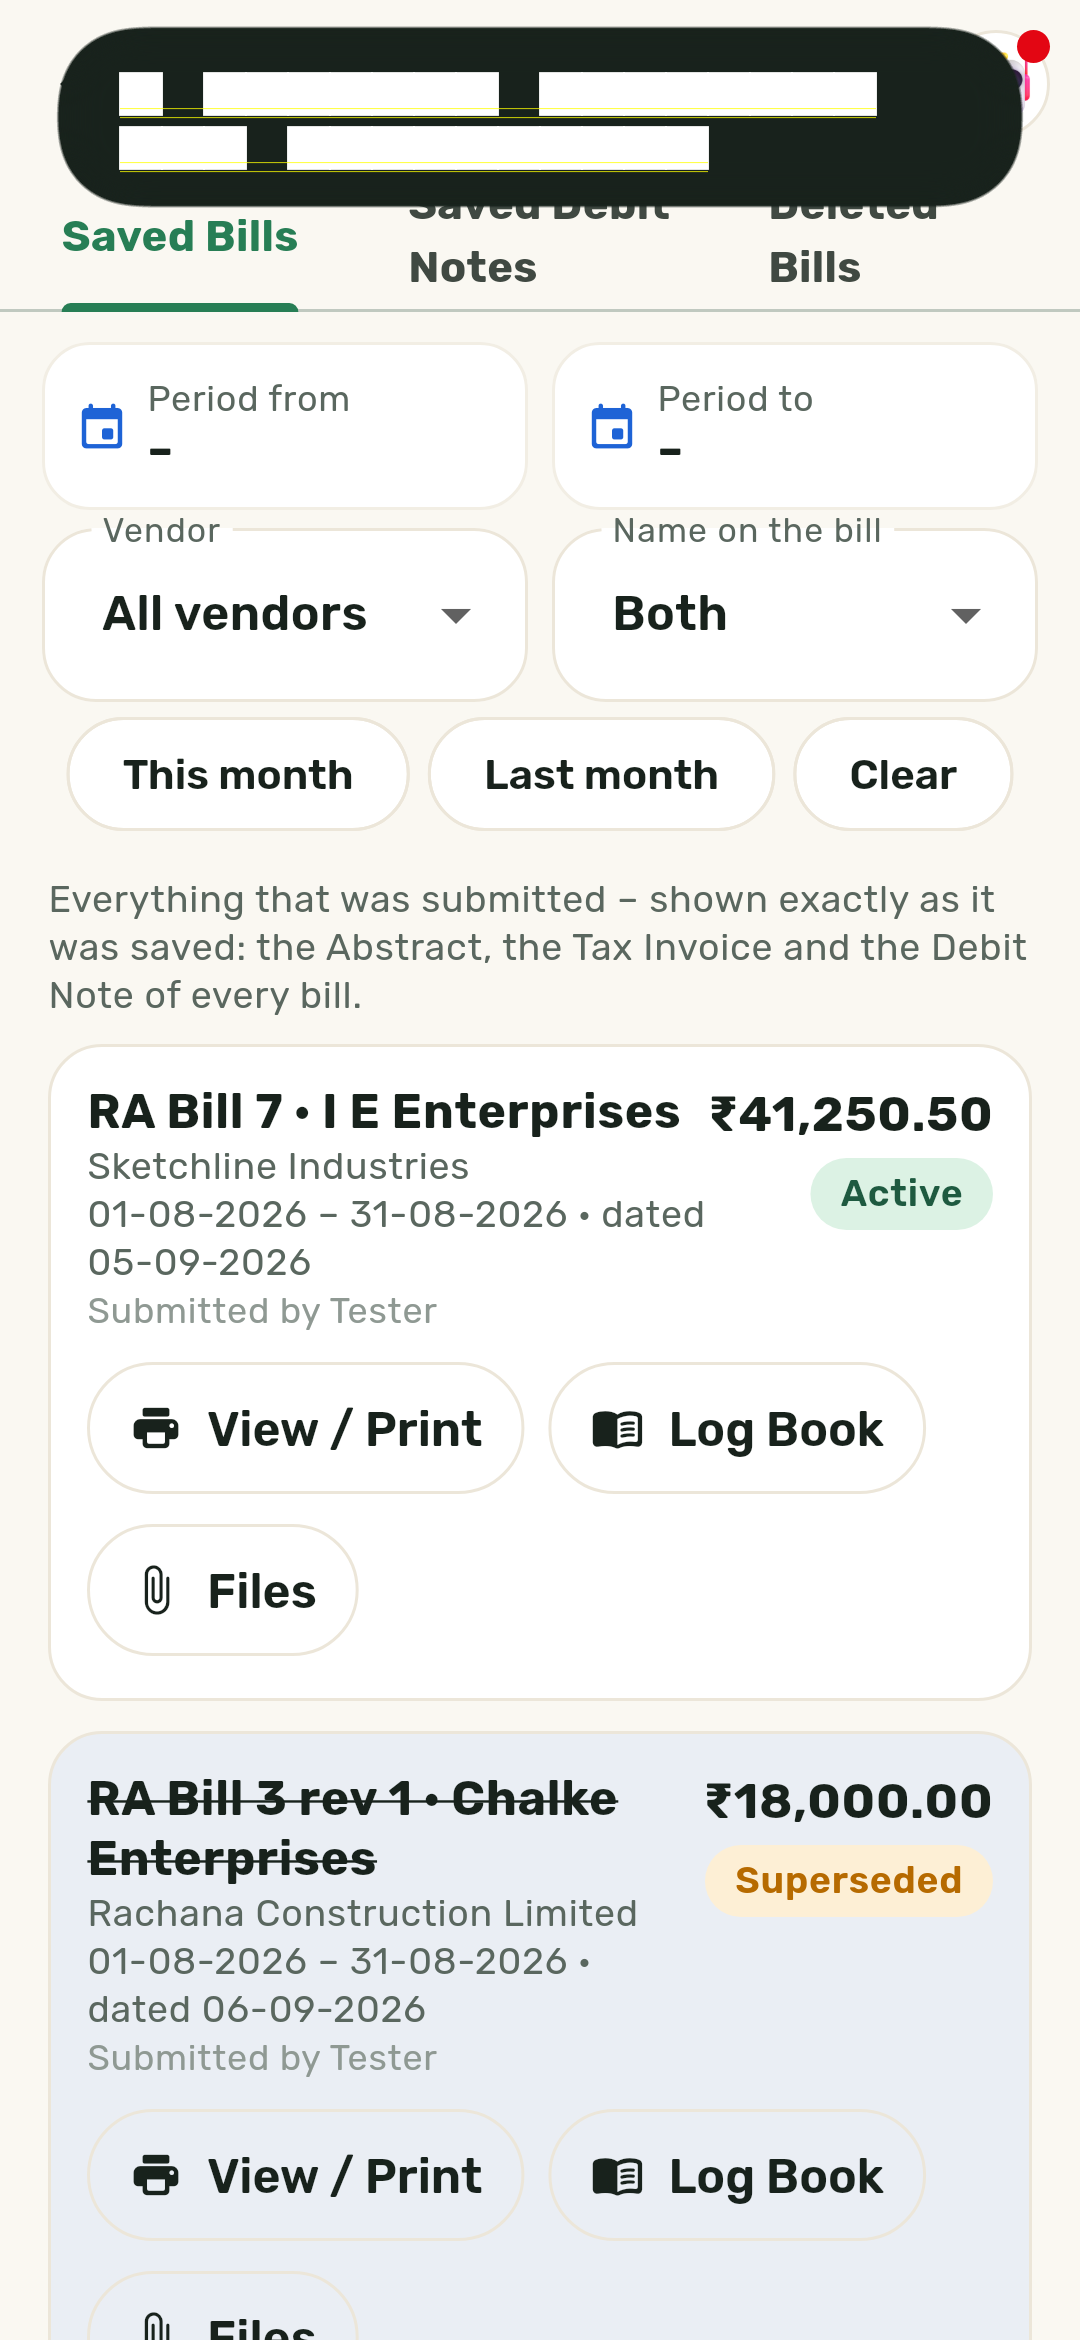 Saved Bills
Saved Debit
Notes
Deleted
Bills
Period from
–
Period to
–
Vendor
All vendors
Name on the bill
Both
This month
Last month
Clear
Everything that was submitted – shown exactly as it
was saved: the Abstract, the Tax Invoice and the Debit
Note of every bill.
RA Bill 7 • I E Enterprises
₹41,250.50
Sketchline Industries
Active
01-08-2026 – 31-08-2026 • dated
05-09-2026
Submitted by Tester
View / Print
Log Book
Files
RA Bill 3 rev 1 • Chalke
Enterprises
₹18,000.00
Superseded
Rachana Construction Limited
01-08-2026 – 31-08-2026 •
dated 06-09-2026
Submitted by Tester
View / Print
Log Book
Files